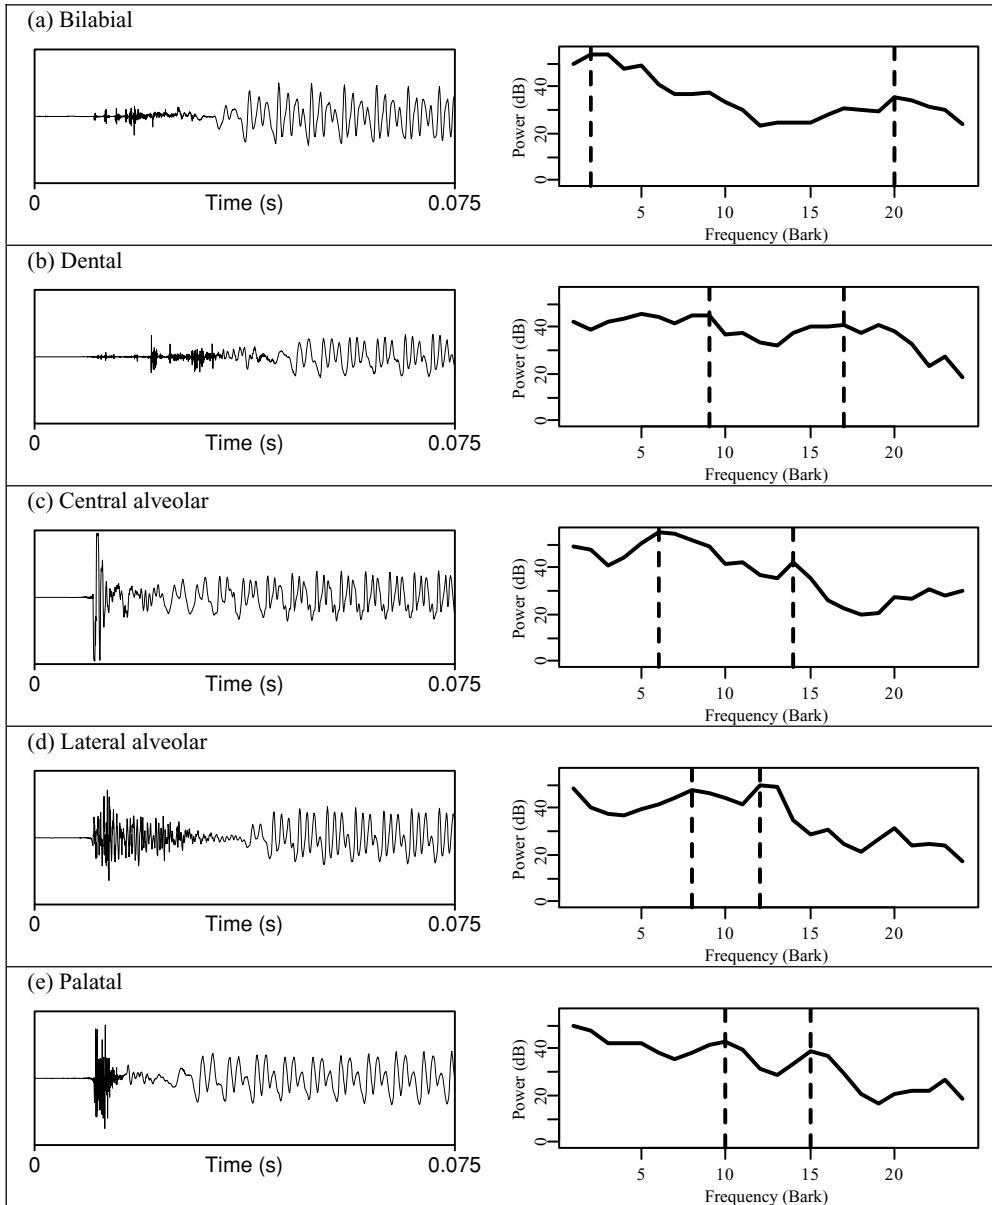 (a) Bilabial
0 Time (s) 0.075
Power (dB)
0 20 40
5 10 15 20
Frequency (Bark)
(b) Dental
0 Time (s) 0.075
Power (dB)
0 20 40
5 10 15 20
Frequency (Bark)
(c) Central alveolar
0 Time (s) 0.075
Power (dB)
0 20 40
5 10 15 20
Frequency (Bark)
(d) Lateral alveolar
0 Time (s) 0.075
Power (dB)
0 20 40
5 10 15 20
Frequency (Bark)
(e) Palatal
0 Time (s) 0.075
Power (dB)
0 20 40
5 10 15 20
Frequency (Bark)